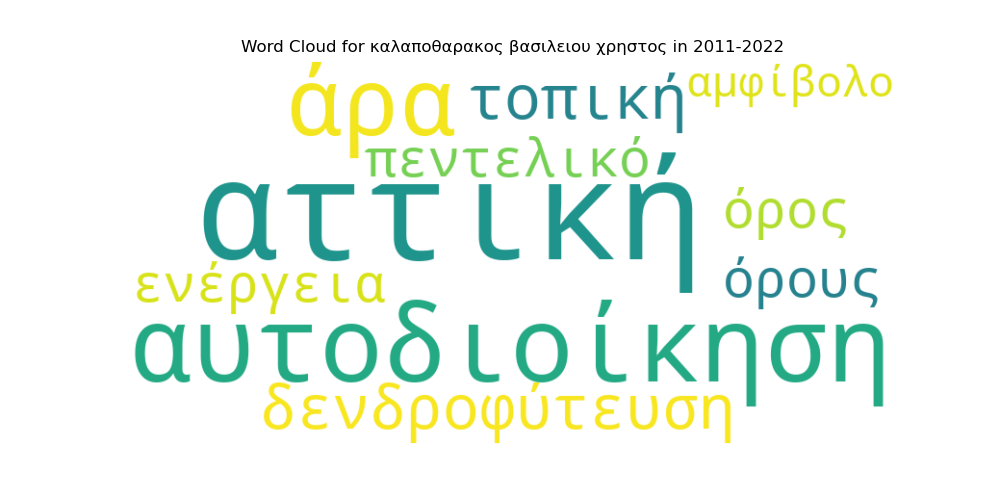 Word Cloud for καλαποθαρακος βασιλειου χρηστος in 2011-2022
άρα τοπική αμφίβολο
πεντελικό
αττική όρος
ενέργεια όρους
αυτοδιοίκηση
δενδροφύτευση